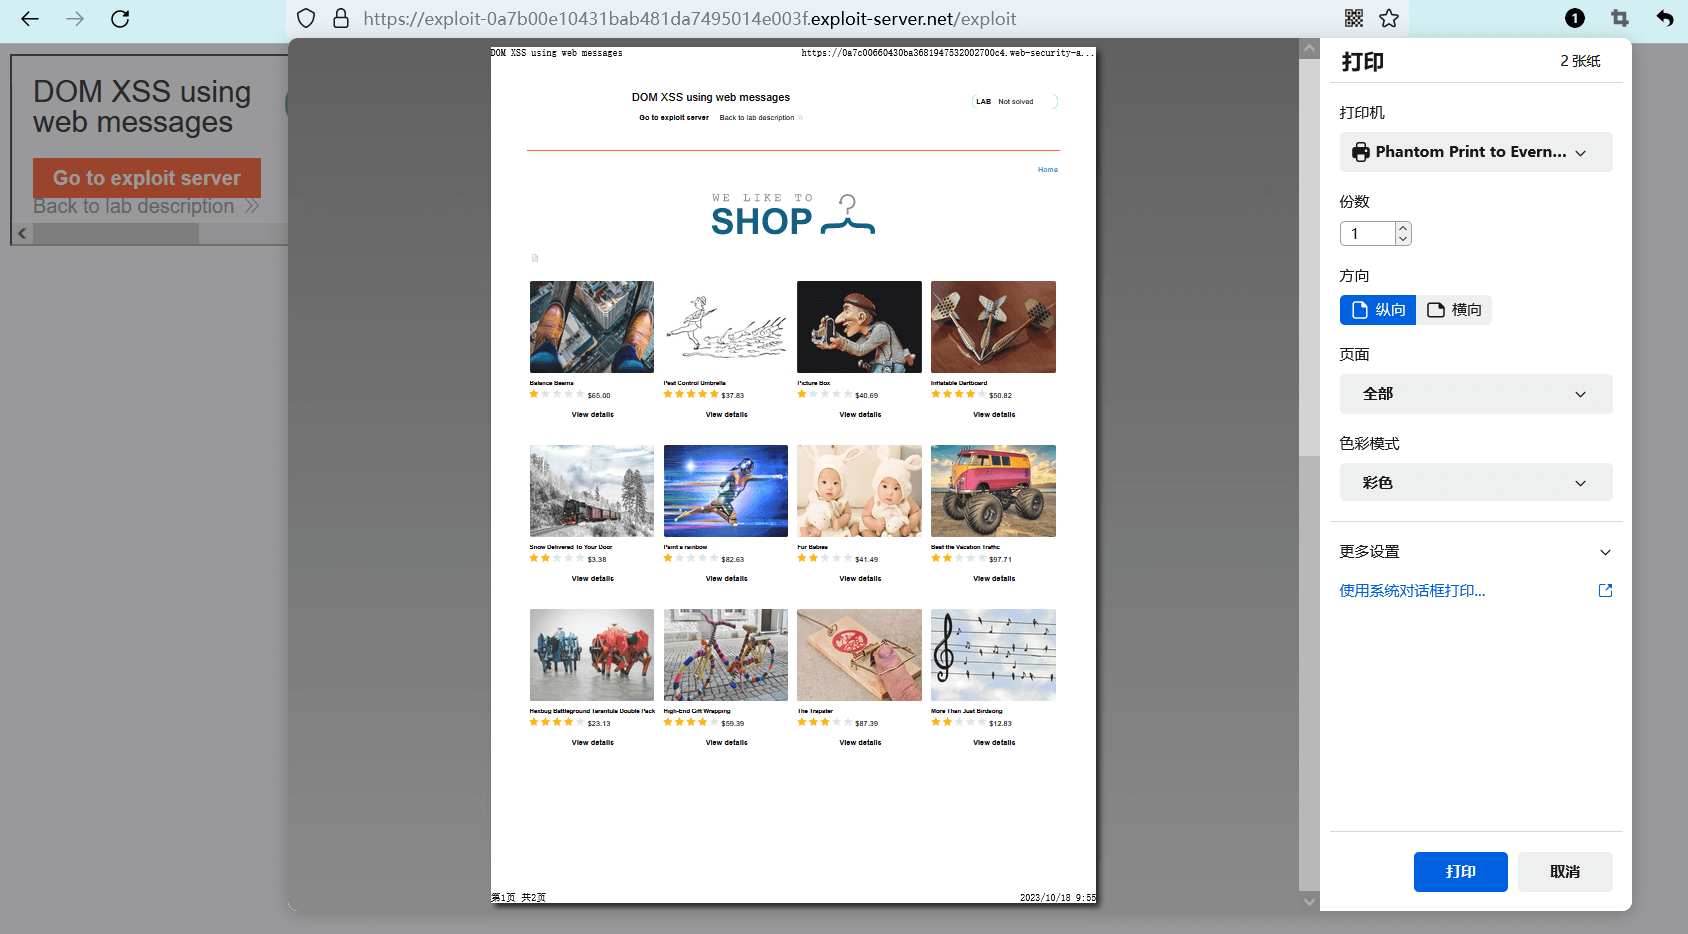 https://exploit-0a7b00e10431bab481da7495014e003f.exploit-server.net/exploit
1
DOM XSS using
web messages
Go to exploit server
Back to lab description
DOM XSS using web messages
https://0a7c00660430ba3681947532002700c4.web-security-a...
DOM XSS using web messages
Go to exploit server Back to lab description
LAB Not solved
Home
WE LIKE TO
SHOP
Balance Beams
$65.00
View details
Pest Control Umbrella
$37.83
View details
Picture Box
$40.69
View details
Inflatable Dartboard
$50.82
View details
Snow Delivered To Your Door
$3.38
View details
Paint a rainbow
$82.63
View details
Fur Babies
$41.49
View details
Beat the Vacation Traffic
$97.71
View details
Hexbug Battleground Tarantula Double Pack
$23.13
View details
High-End Gift Wrapping
$59.39
View details
The Trapster
$87.39
View details
More Than Just Birdsong
$12.83
View details
第1页 共2页
2023/10/18 9:55
打印
2 张纸
打印机
Phantom Print to Evern...
份数
1
方向
纵向
横向
页面
全部
色彩模式
彩色
更多设置
使用系统对话框打印...
打印
取消